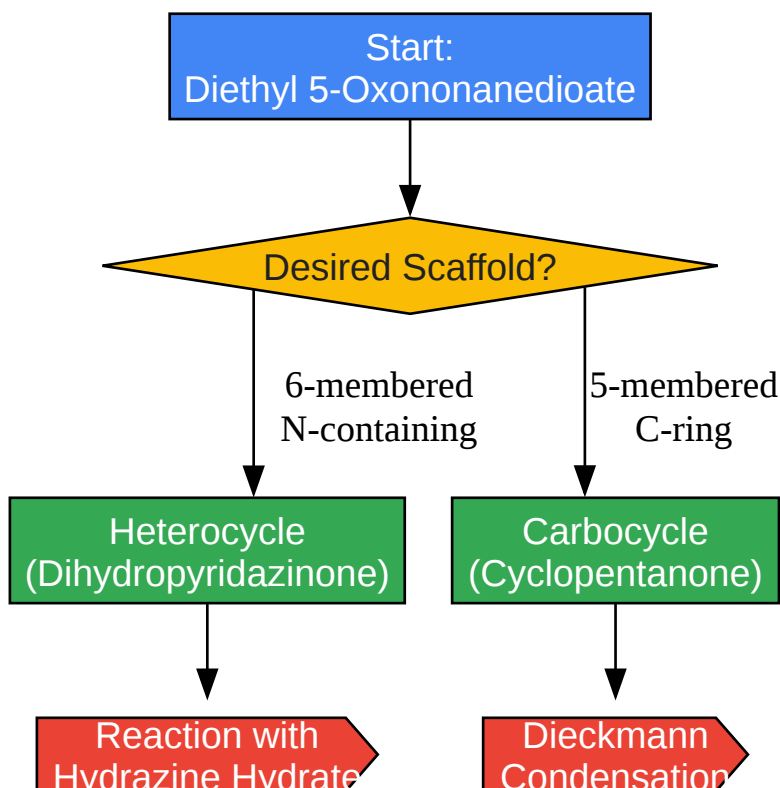 Start:
Diethyl 5-Oxononanedioate
Desired Scaffold?
6-membered
N-containing
5-membered
C-ring
Heterocycle
(Dihydropyridazinone)
Carbocycle
(Cyclopentanone)
Reaction with
Hydrazine Hydrate
Dieckmann
Condensation